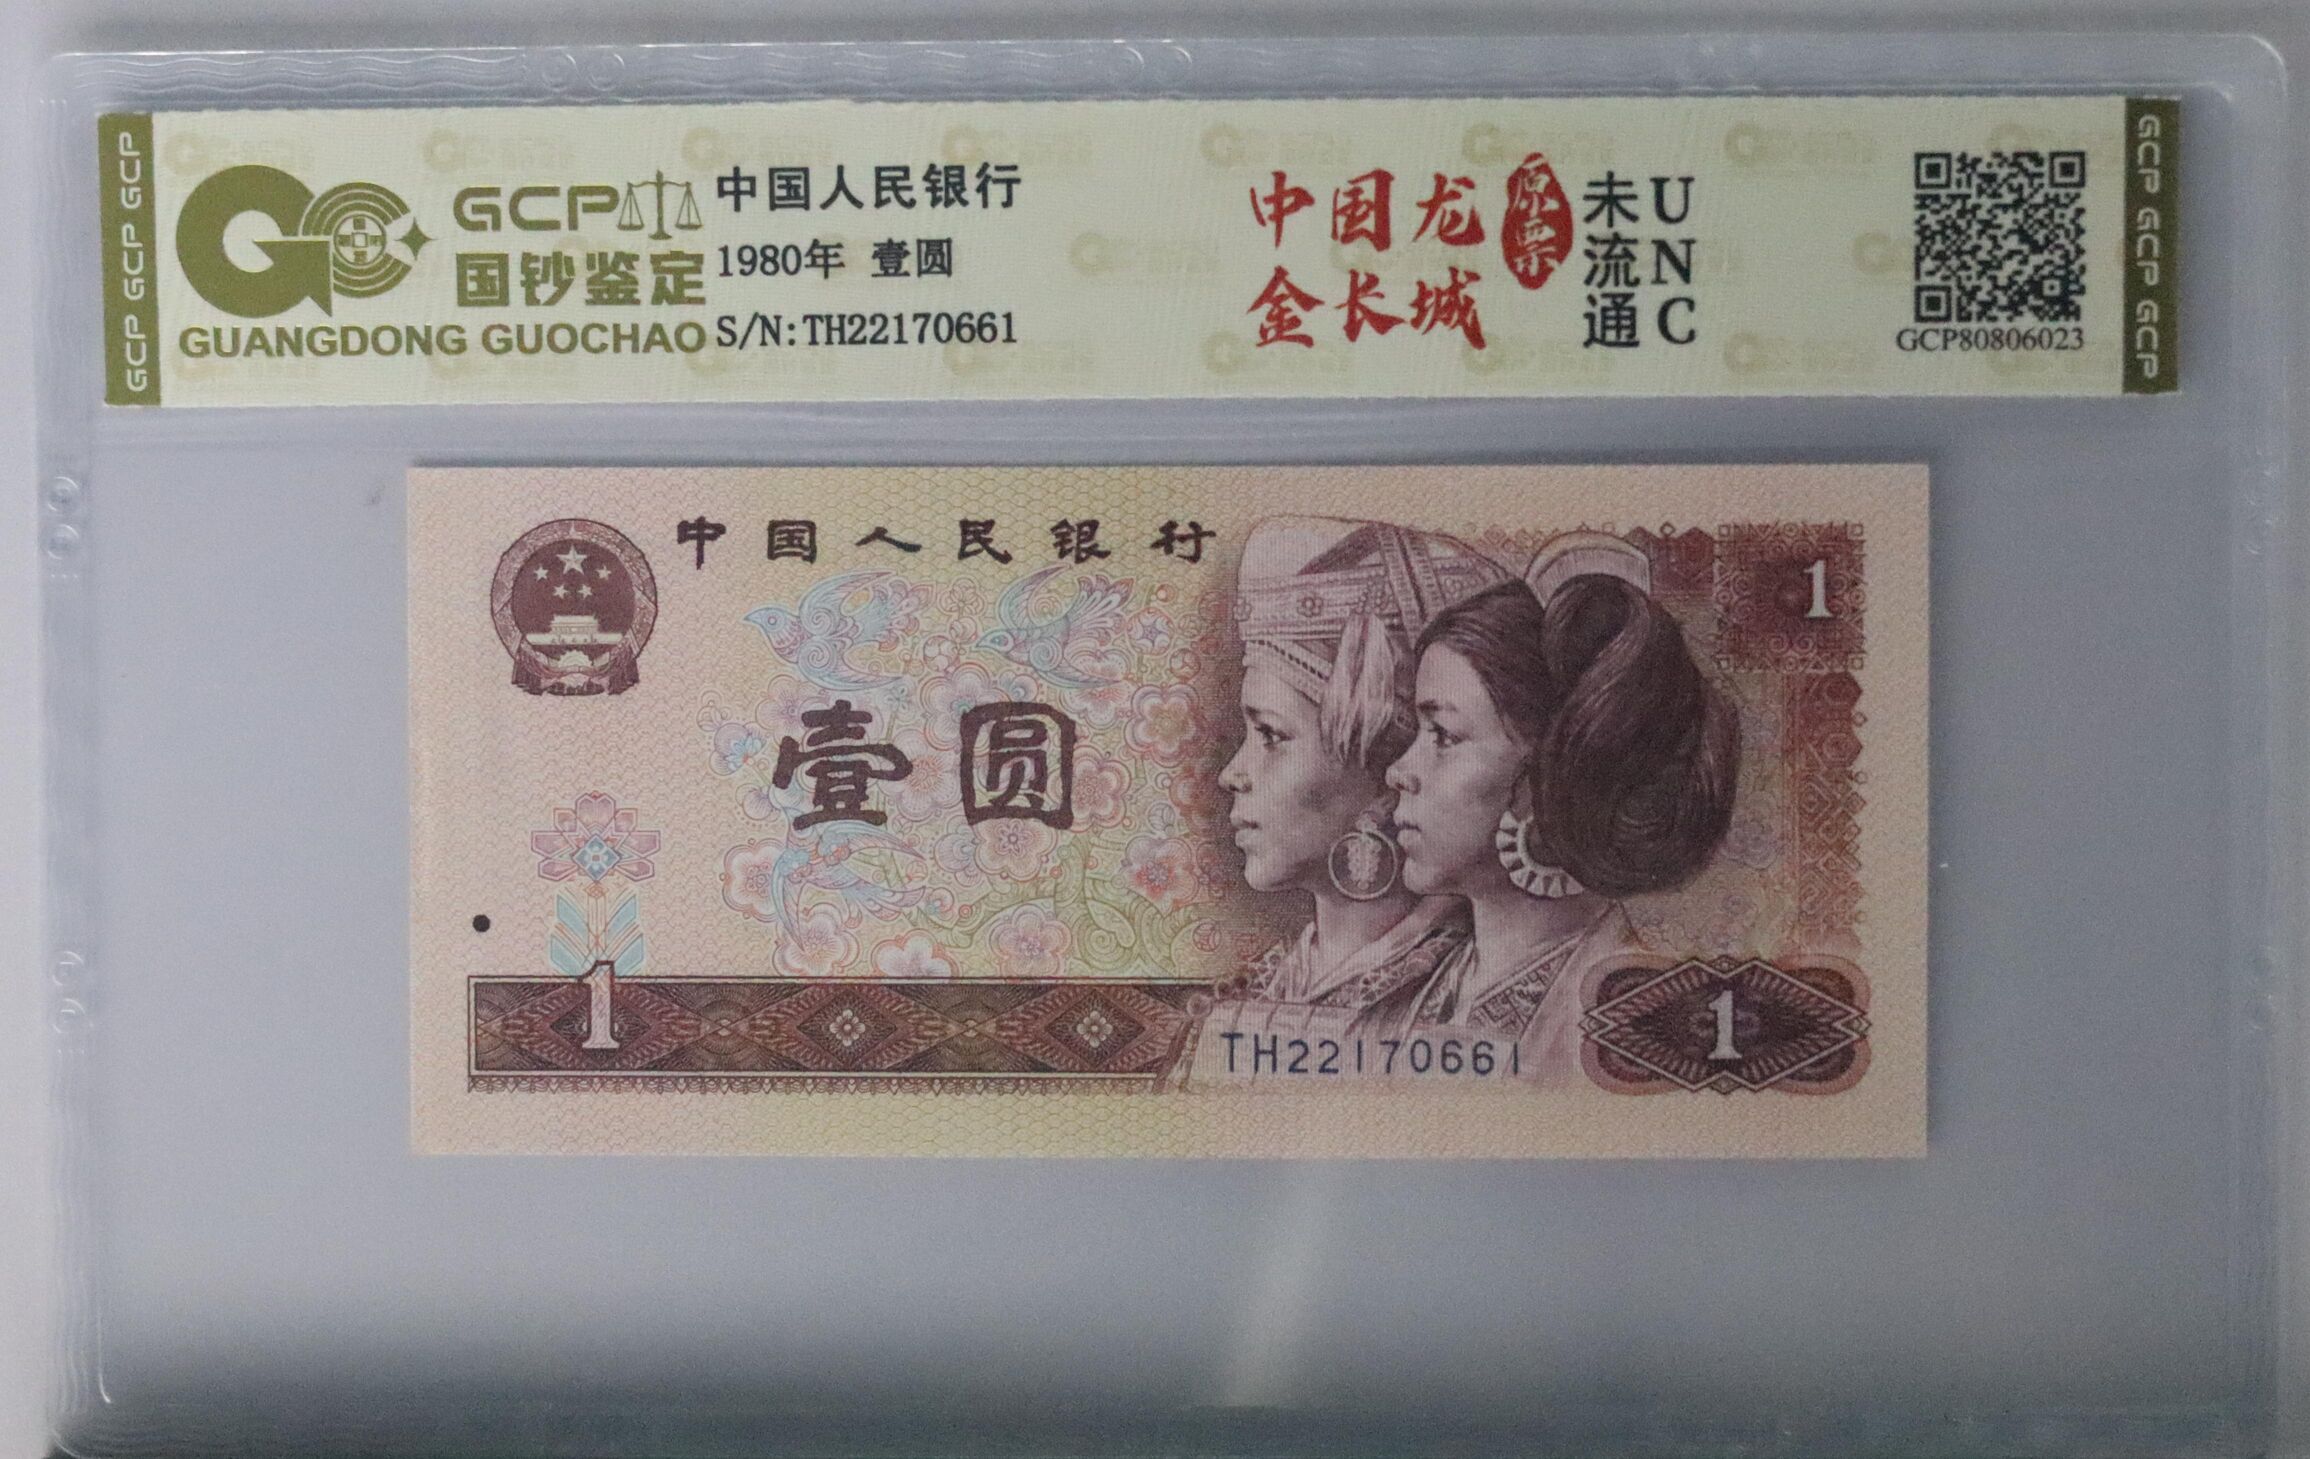 GCP GCP GCP
GCP
国钞鉴定
GUANGDONG GUOCHAO
中国人民银行
1980年 壹圆
S/N:TH22170661
中国龙
金长城
原票
未流通
UNC
GCP80806023
GCP GCP GCP
中国人民银行
1
壹圆
1
1
TH22170661